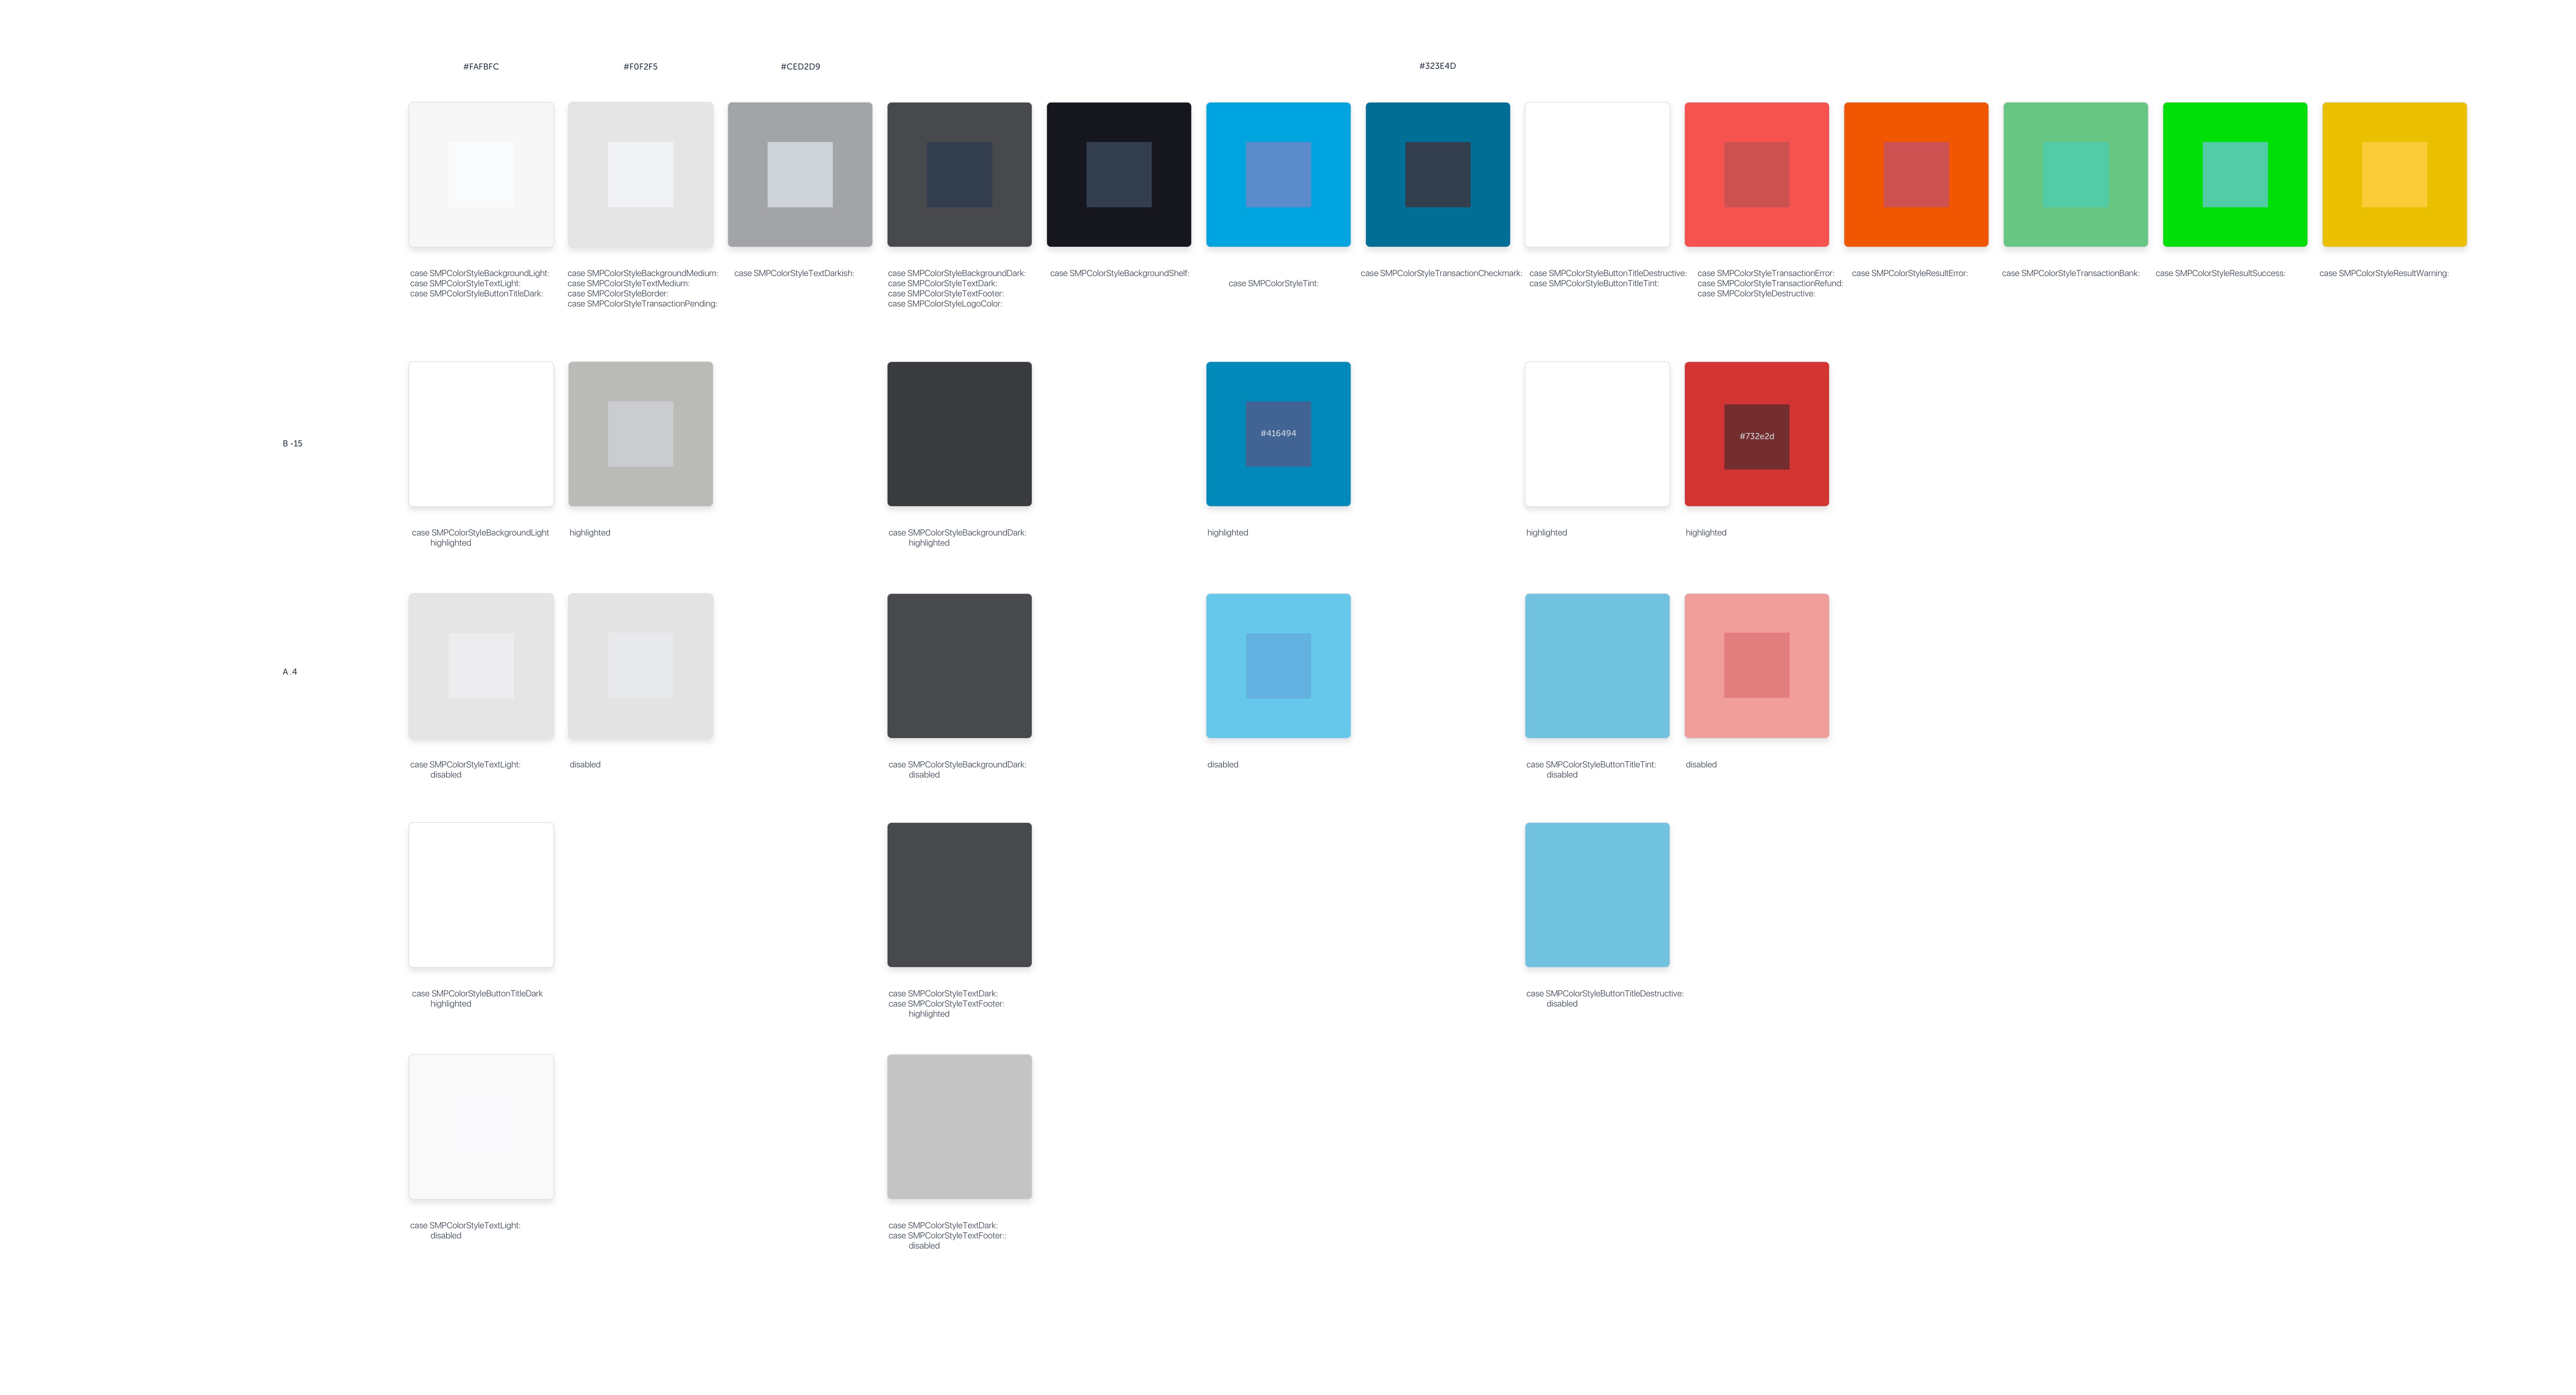 #FAFBFC
#F0F2F5
#CED2D9
#323E4D
case SMPColorStyleBackgroundLight:
case SMPColorStyleTextLight:
case SMPColorStyleButtonTitleDark:
case SMPColorStyleBackgroundMedium:
case SMPColorStyleTextMedium:
case SMPColorStyleBorder:
case SMPColorStyleTransactionPending:
case SMPColorStyleTextDarkish:
case SMPColorStyleBackgroundDark:
case SMPColorStyleTextDark:
case SMPColorStyleTextFooter:
case SMPColorStyleLogoColor:
case SMPColorStyleBackgroundShelf:
case SMPColorStyleTint:
case SMPColorStyleTransactionCheckmark:
case SMPColorStyleButtonTitleDestructive:
case SMPColorStyleButtonTitleTint:
case SMPColorStyleTransactionError:
case SMPColorStyleTransactionRefund:
case SMPColorStyleDestructive:
case SMPColorStyleResultError:
case SMPColorStyleTransactionBank:
case SMPColorStyleResultSuccess:
case SMPColorStyleResultWarning:
B -15
#416494
#732e2d
case SMPColorStyleBackgroundLight
highlighted
highlighted
case SMPColorStyleBackgroundDark:
highlighted
highlighted
highlighted
highlighted
A .4
case SMPColorStyleTextLight:
disabled
disabled
case SMPColorStyleBackgroundDark:
disabled
disabled
case SMPColorStyleButtonTitleTint:
disabled
disabled
case SMPColorStyleButtonTitleDark
highlighted
case SMPColorStyleTextDark:
case SMPColorStyleTextFooter:
highlighted
case SMPColorStyleButtonTitleDestructive:
disabled
case SMPColorStyleTextLight:
disabled
case SMPColorStyleTextDark:
case SMPColorStyleTextFooter::
disabled